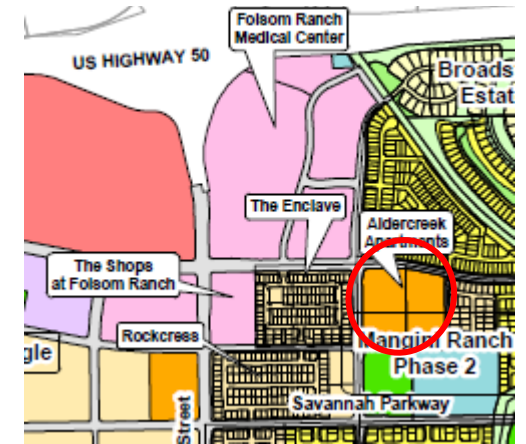 Folsom Ranch
Medical Center
US HIGHWAY 50
Broads
Estat
The Enclave
Aldercreek
Apartments
The Shops
at Folsom Ranch
Rockcress
gle
Mangini Ranch
Phase 2
Savannah Parkway
Street